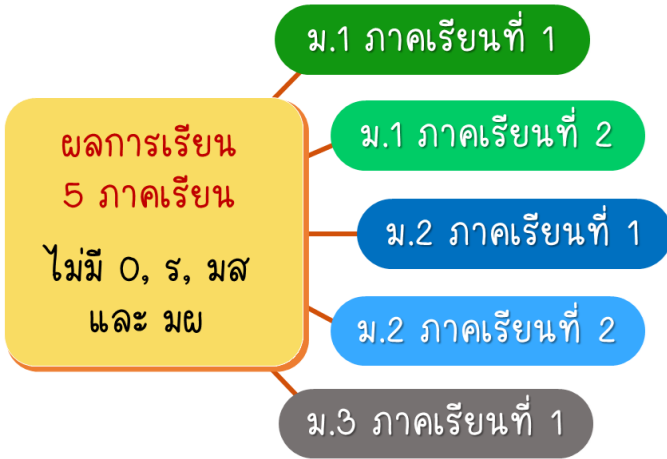 ม.1 ภาคเรียนที่ 1
ผลการเรียน
5 ภาคเรียน
ไม่มี 0, ร, มส
และ มผ
ม.1 ภาคเรียนที่ 2
ม.2 ภาคเรียนที่ 1
ม.2 ภาคเรียนที่ 2
ม.3 ภาคเรียนที่ 1